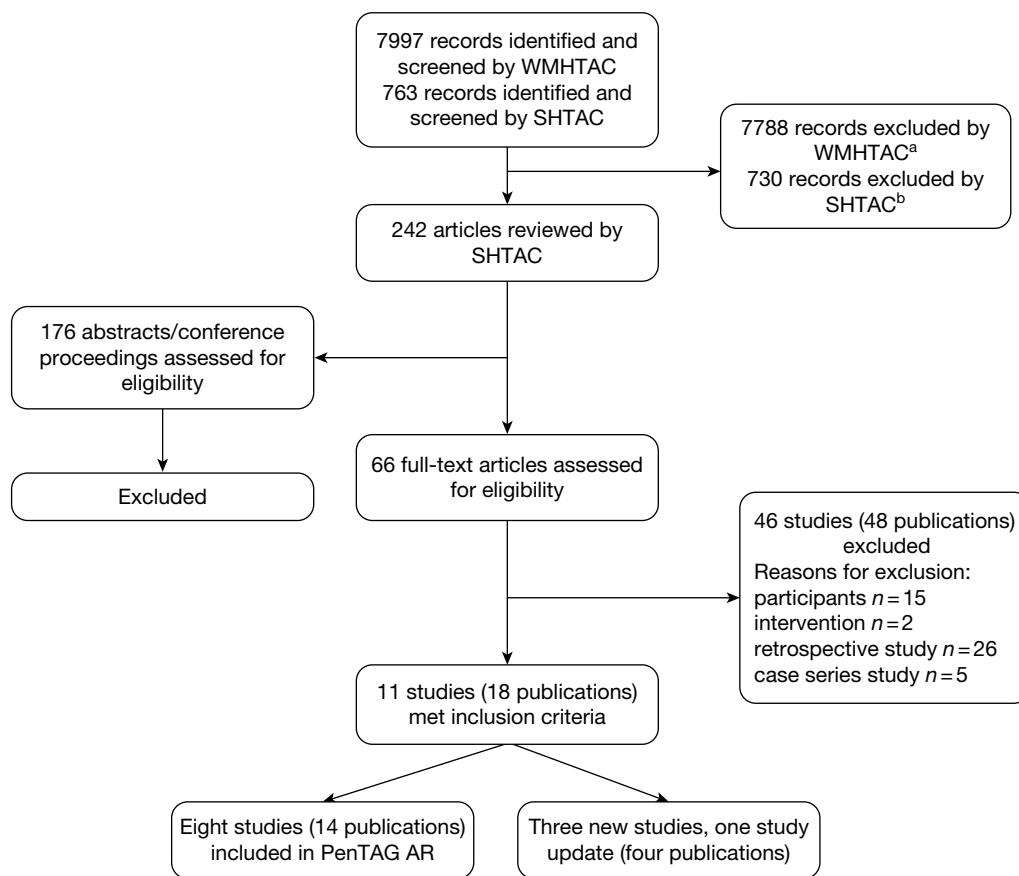 7997 records identified and
screened by WMHTAC
763 records identified and
screened by SHTAC
7788 records excluded by
WMHTACᵃ
730 records excluded by
SHTACᵇ
242 articles reviewed by
SHTAC
176 abstracts/conference
proceedings assessed for
eligibility
Excluded
66 full-text articles assessed
for eligibility
46 studies (48 publications)
excluded
Reasons for exclusion:
participants n = 15
intervention n = 2
retrospective study n = 26
case series study n = 5
11 studies (18 publications)
met inclusion criteria
Eight studies (14 publications)
included in PenTAG AR
Three new studies, one study
update (four publications)